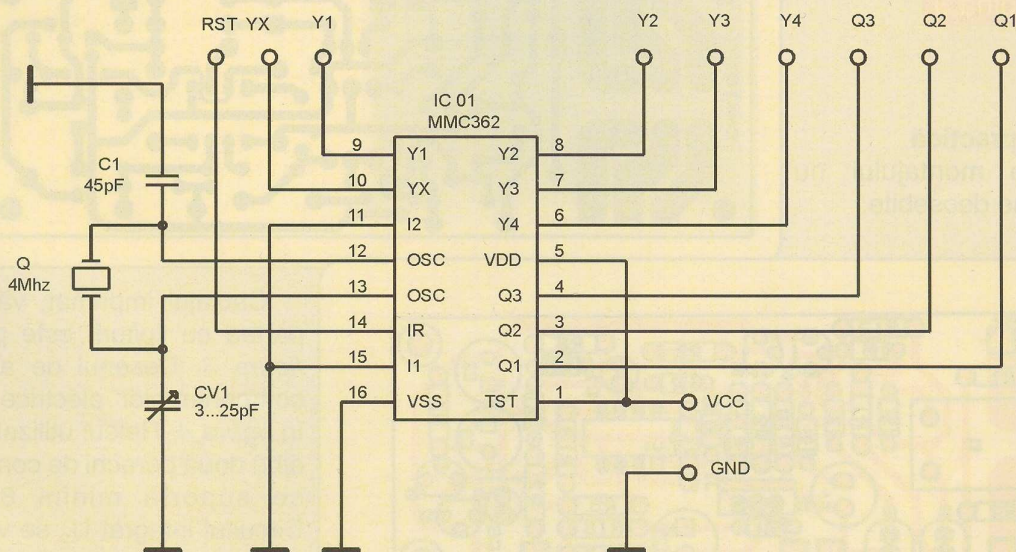 RST YX Y1 Y2 Y3 Y4 Q3 Q2 Q1
IC 01
MMC362
C1
45pF
Q
4Mhz
CV1
3...25pF
9 Y1 Y2 8
10 YX Y3 7
11 I2 Y4 6
12 OSC VDD 5
13 OSC Q3 4
14 IR Q2 3
15 I1 Q1 2
16 VSS TST 1
VCC
GND